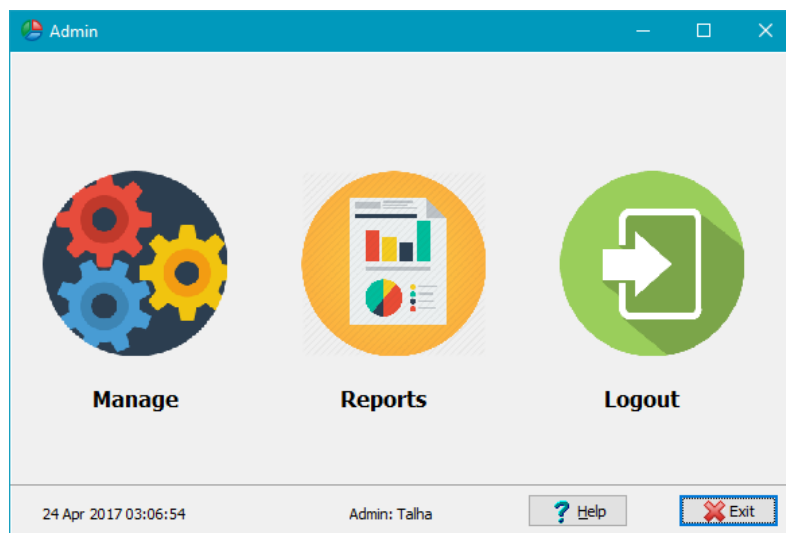 Admin
Manage
Reports
Logout
24 Apr 2017 03:06:54
Admin: Talha
Help
Exit